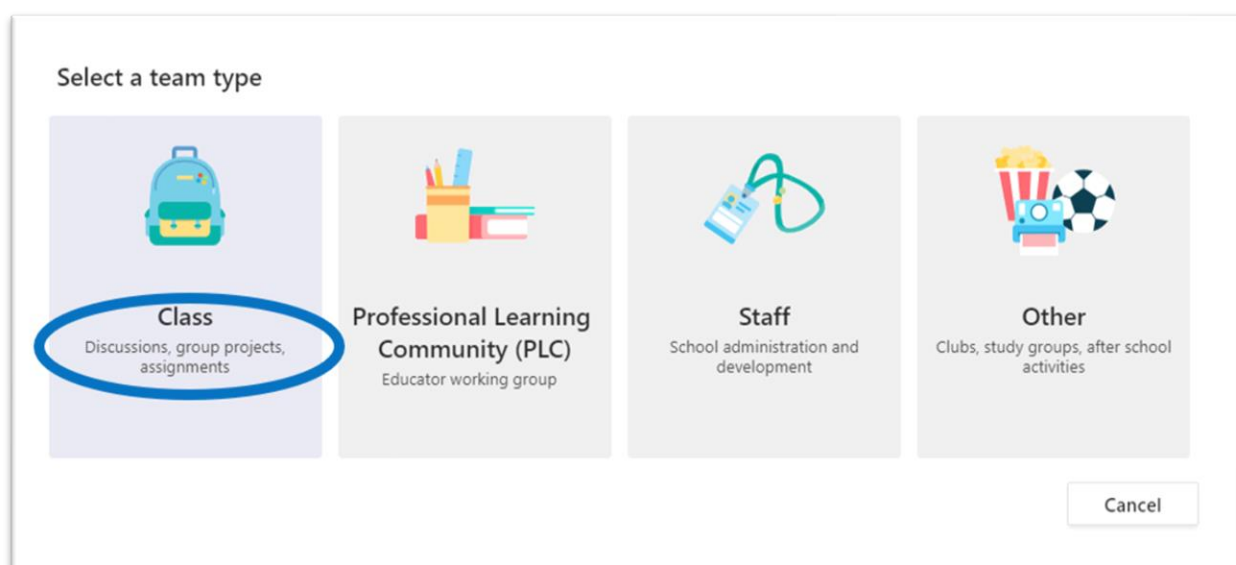 Select a team type
Class
Discussions, group projects,
assignments
Professional Learning
Community (PLC)
Educator working group
Staff
School administration and
development
Other
Clubs, study groups, after school
activities
Cancel